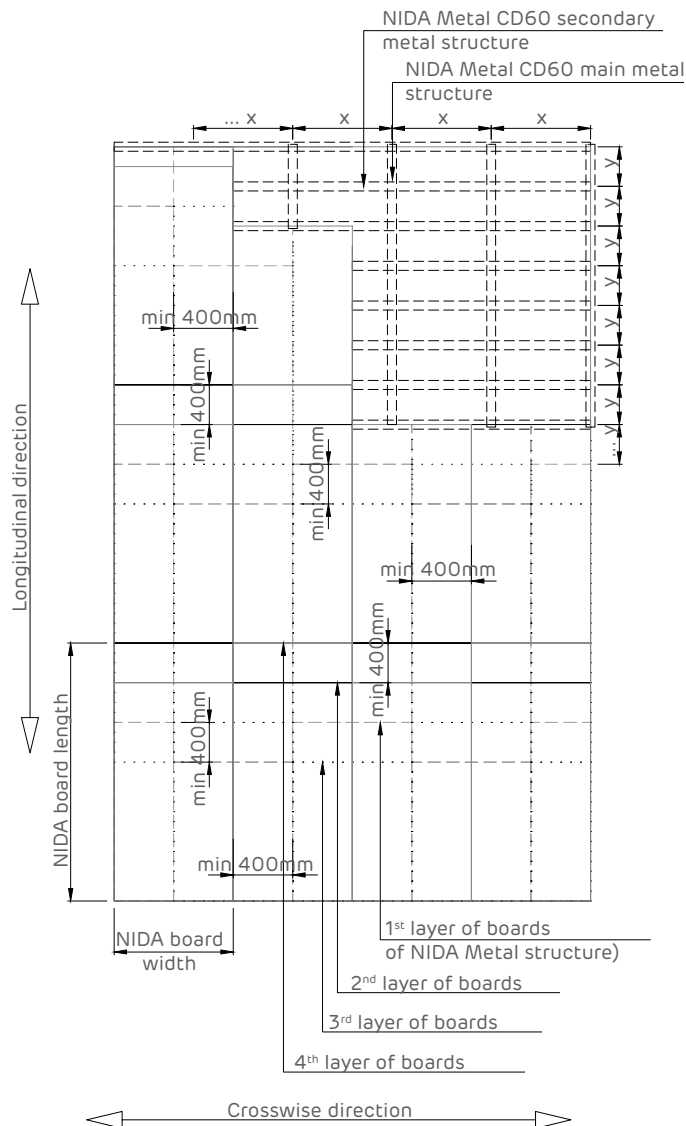 NIDA Metal CD60 secondary
metal structure
NIDA Metal CD60 main metal
structure
... x
x
x
x
y
y
y
y
y
y
y
... y
min 400mm
min 400mm
min 400mm
Longitudinal direction
min 400mm
min 400mm
NIDA board length
min 400mm
min 400mm
NIDA board
width
1st layer of boards
of NIDA Metal structure)
2nd layer of boards
3rd layer of boards
4th layer of boards
Crosswise direction